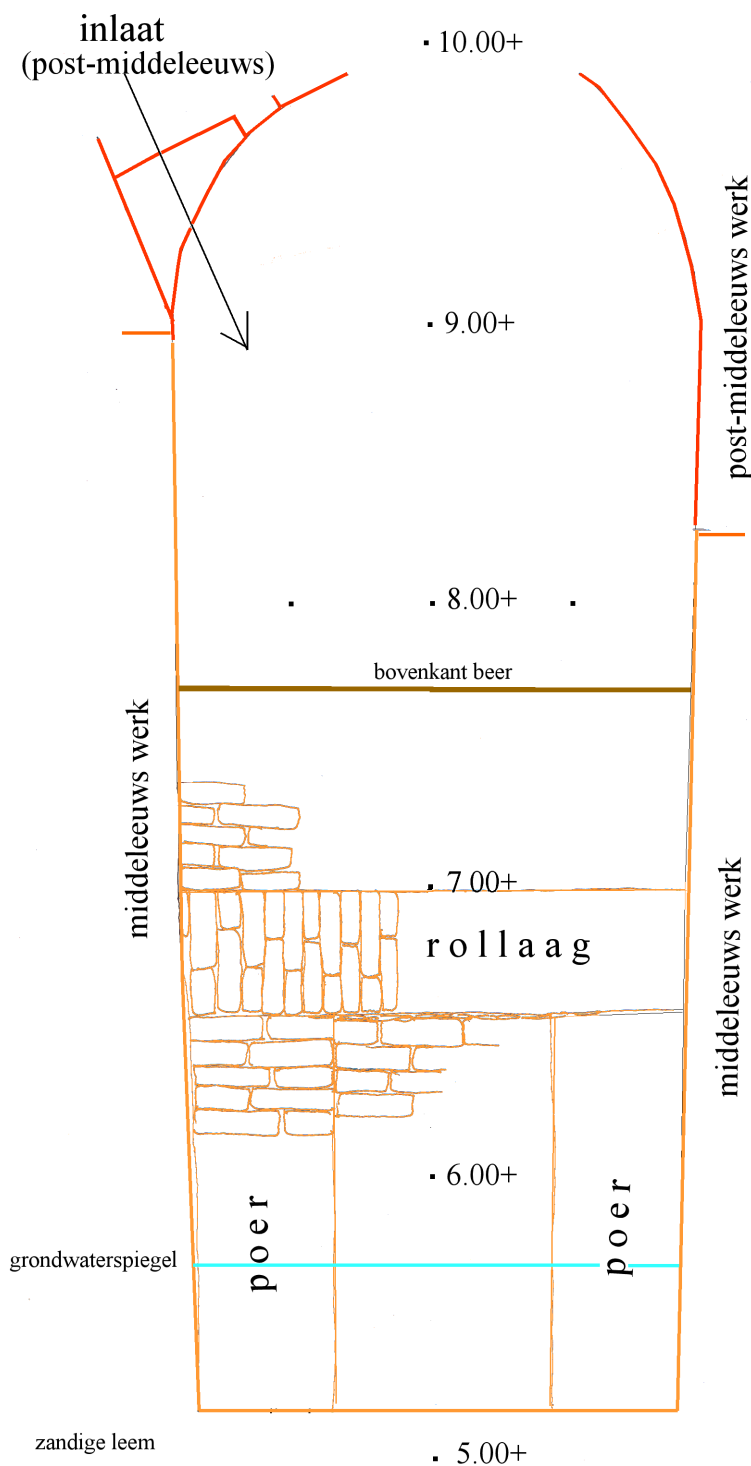 inlaat
(post-middeleeuws)
10.00+
post-middeleeuws werk
9.00+
8.00+
bovenkant beer
middeleeuws werk
7.00+
rollaag
middeleeuws werk
6.00+
poer
poer
grondwaterspiegel
zandige leem
5.00+